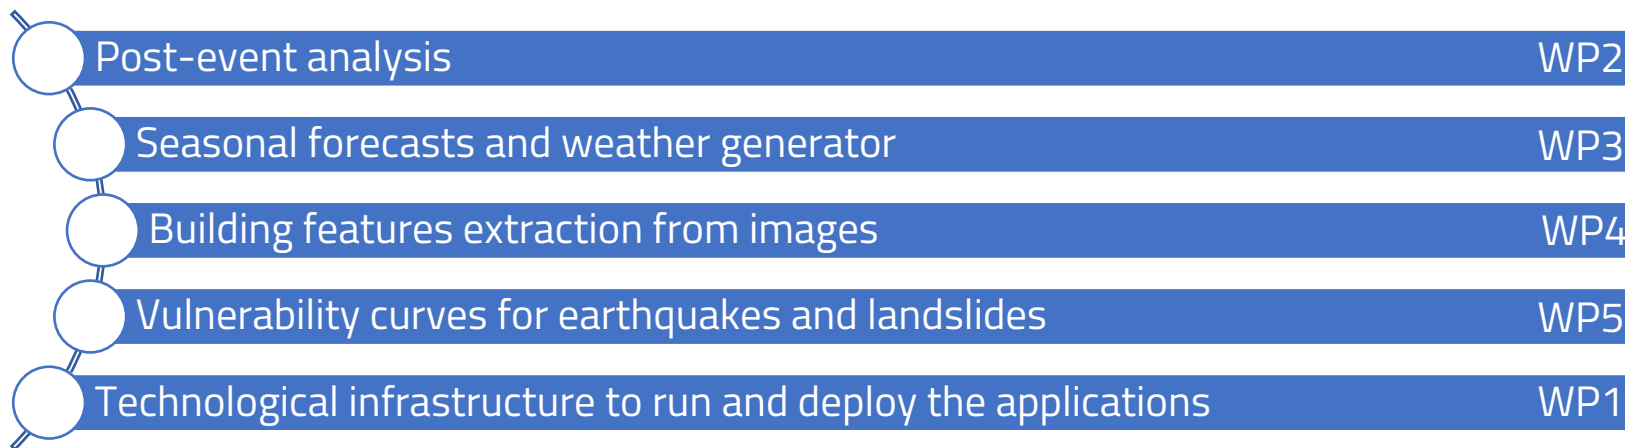 Post-event analysis WP2
Seasonal forecasts and weather generator WP3
Building features extraction from images WP4
Vulnerability curves for earthquakes and landslides WP5
Technological infrastructure to run and deploy the applications WP1